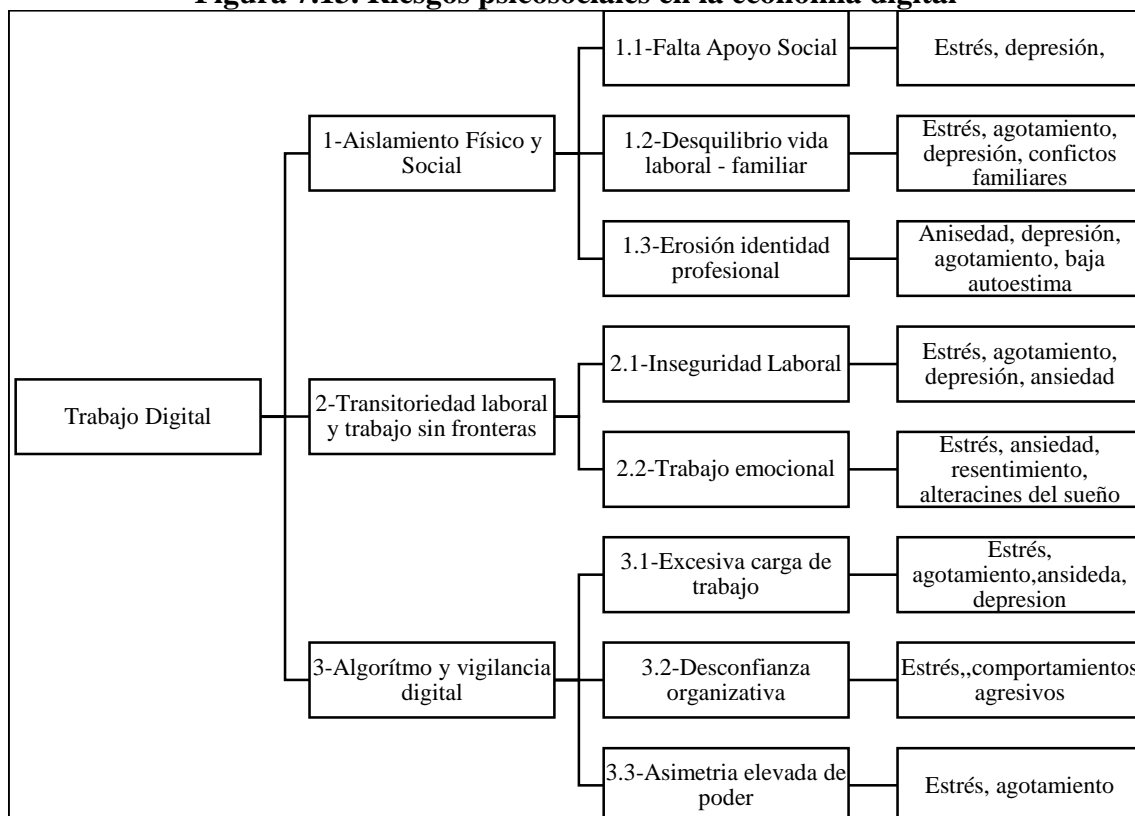 Figura 7.13. Riesgos psicosociales en la economía digital
Trabajo Digital
1-Aislamiento Físico y
Social
1.1-Falta Apoyo Social
Estrés, depresión,
1.2-Desquilibrio vida
laboral - familiar
Estrés, agotamiento,
depresión, confictos
familiares
1.3-Erosión identidad
profesional
Anisedad, depresión,
agotamiento, baja
autoestima
2-Transitoriedad laboral
y trabajo sin fronteras
2.1-Inseguridad Laboral
Estrés, agotamiento,
depresión, ansiedad
2.2-Trabajo emocional
Estrés, ansiedad,
resentimiento,
alteracines del sueño
3-Algorítmo y vigilancia
digital
3.1-Excesiva carga de
trabajo
Estrés,
agotamiento,ansideda,
depresion
3.2-Desconfianza
organizativa
Estrés,,comportamientos
agresivos
3.3-Asimetria elevada de
poder
Estrés, agotamiento